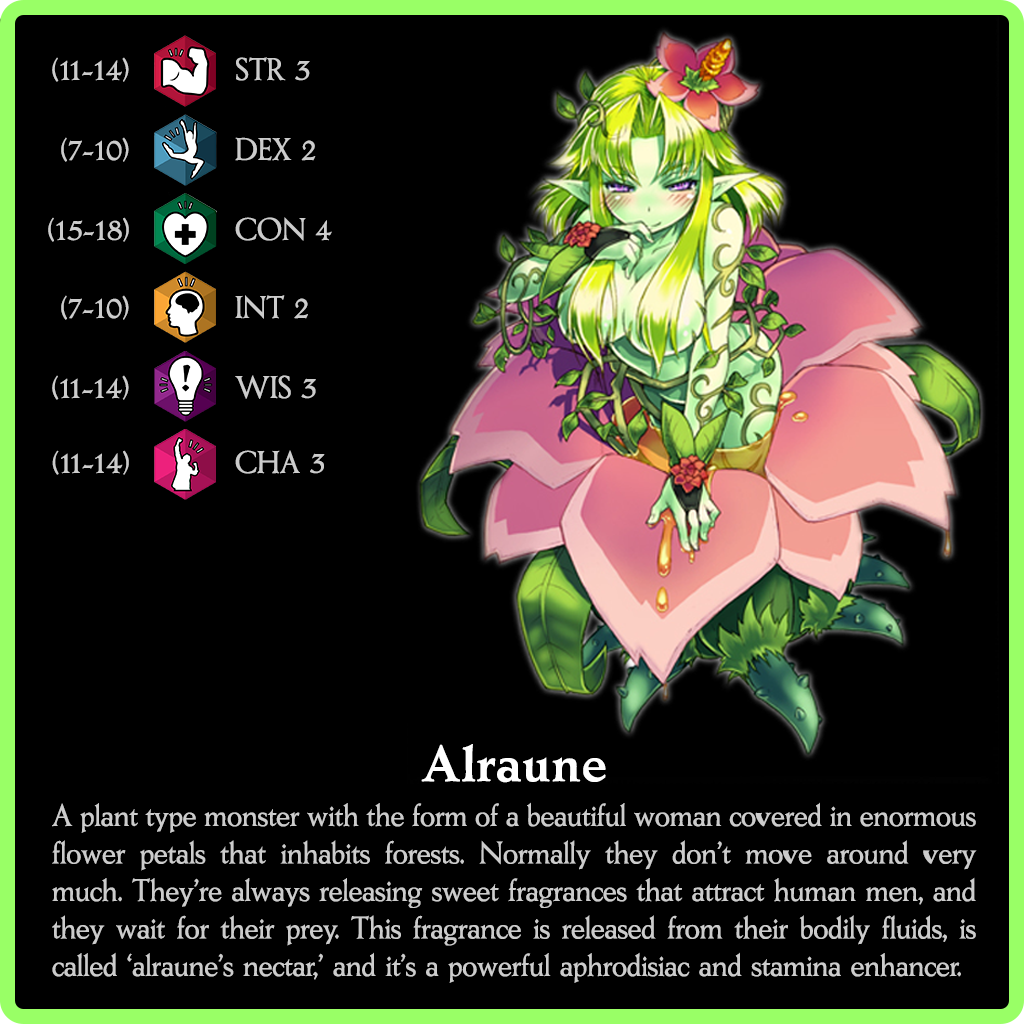 (11-14) STR 3
(7-10) DEX 2
(15-18) CON 4
(7-10) INT 2
(11-14) WIS 3
(11-14) CHA 3
Alraune
A plant type monster with the form of a beautiful woman covered in enormous
flower petals that inhabits forests. Normally they don't move around very
much. They're always releasing sweet fragrances that attract human men, and
they wait for their prey. This fragrance is released from their bodily fluids, is
called 'alraune's nectar,' and it's a powerful aphrodisiac and stamina enhancer.